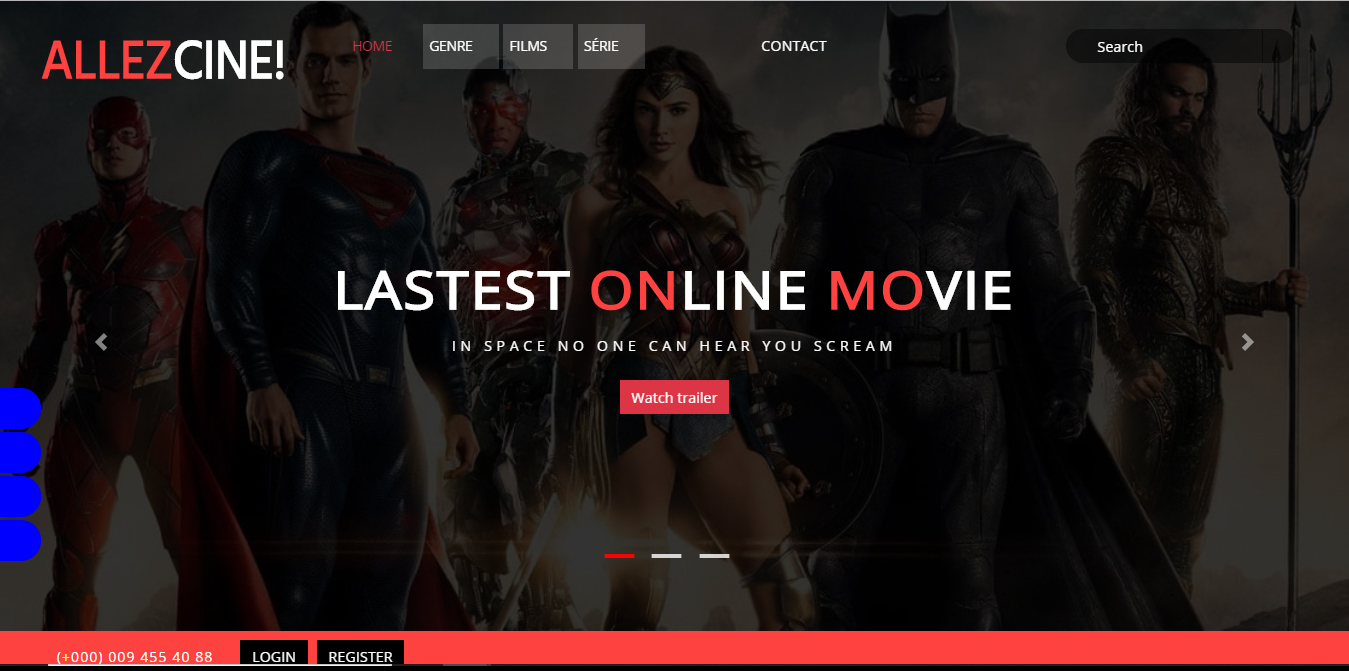 ALLEZCINE!
HOME GENRE FILMS SÉRIE CONTACT Search
LASTEST ONLINE MOVIE
IN SPACE NO ONE CAN HEAR YOU SCREAM
Watch trailer
(+000) 009 455 40 88 LOGIN REGISTER